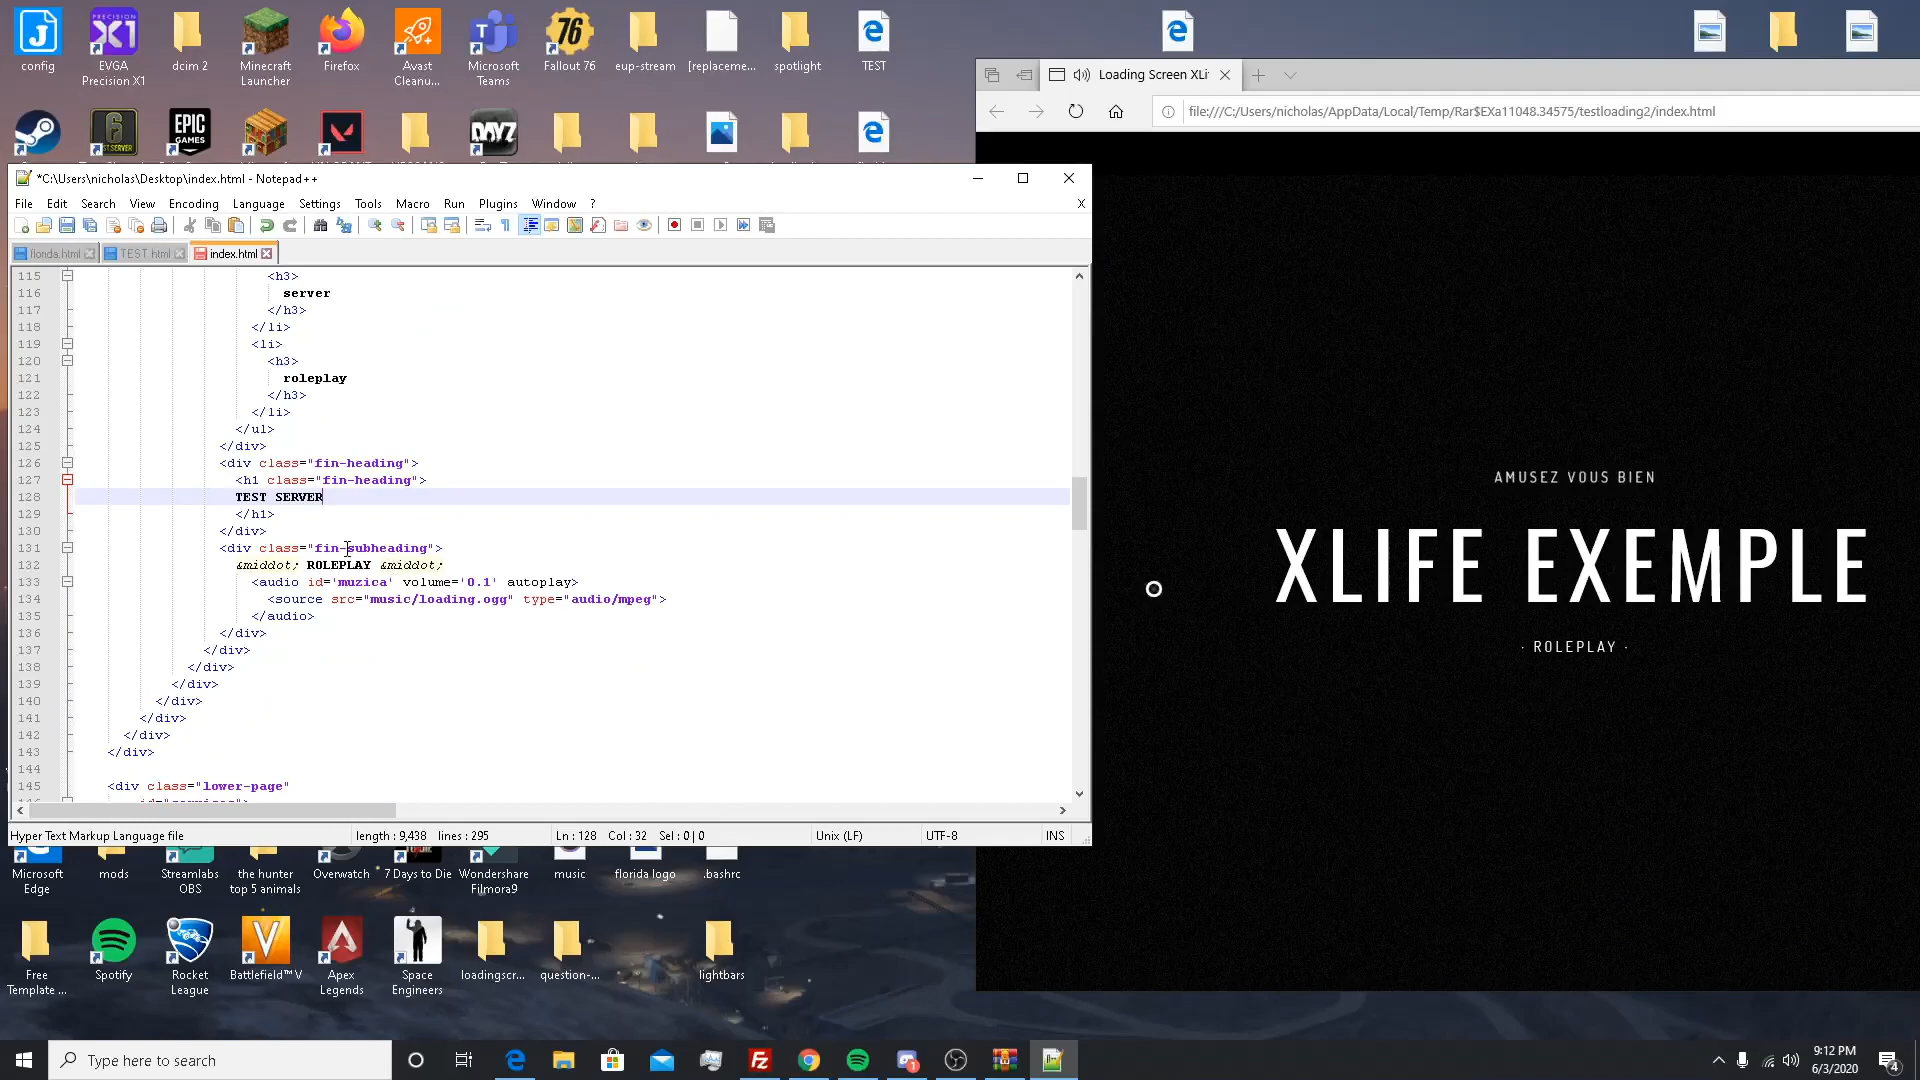 config
EVGA
Precision X1
dcim 2
Minecraft
Launcher
Firefox
Avast
Cleanu...
Microsoft
Teams
Fallout 76
eup-stream
[replaceme...
spotlight
TEST
Loading Screen XLif
file:///C:/Users/nicholas/AppData/Local/Temp/Rar$EXa11048.34575/testloading2/index.html
*C:\Users\nicholas\Desktop\index.html - Notepad++
File Edit Search View Encoding Language Settings Tools Macro Run Plugins Window ? X
TEST.html
index.html
115 <h3>
116 server
117 </h3>
118 </li>
119 <li>
120 <h3>
121 roleplay
122 </h3>
123 </li>
124 </ul>
125 </div>
126 <div class="fin-heading">
127 <h1 class="fin-heading">
128 TEST SERVER
129 </h1>
130 </div>
131 <div class="fin-subheading">
132 &middot; ROLEPLAY &middot;
133 <audio id='muzica' volume='0.1' autoplay>
134 <source src="music/loading.ogg" type="audio/mpeg">
135 </audio>
136 </div>
137 </div>
138 </div>
139 </div>
140 </div>
141 </div>
142 </div>
143 </div>
144
145 <div class="lower-page"
Hyper Text Markup Language file
length : 9,438 lines : 295
Ln : 128 Col : 32 Sel : 0 | 0
Unix (LF)
UTF-8
INS
AMUSEZ VOUS BIEN
XLIFE EXEMPLE
· ROLEPLAY ·
Microsoft
Edge
mods
Streamlabs
OBS
the hunter
top 5 animals
Overwatch
7 Days to Die
Wondershare
Filmora9
music
florida logo
.bashrc
Free
Template ...
Spotify
Rocket
League
Battlefield™ V
Apex
Legends
Space
Engineers
loadingscr...
question-...
lightbars
Type here to search
9:12 PM
6/3/2020